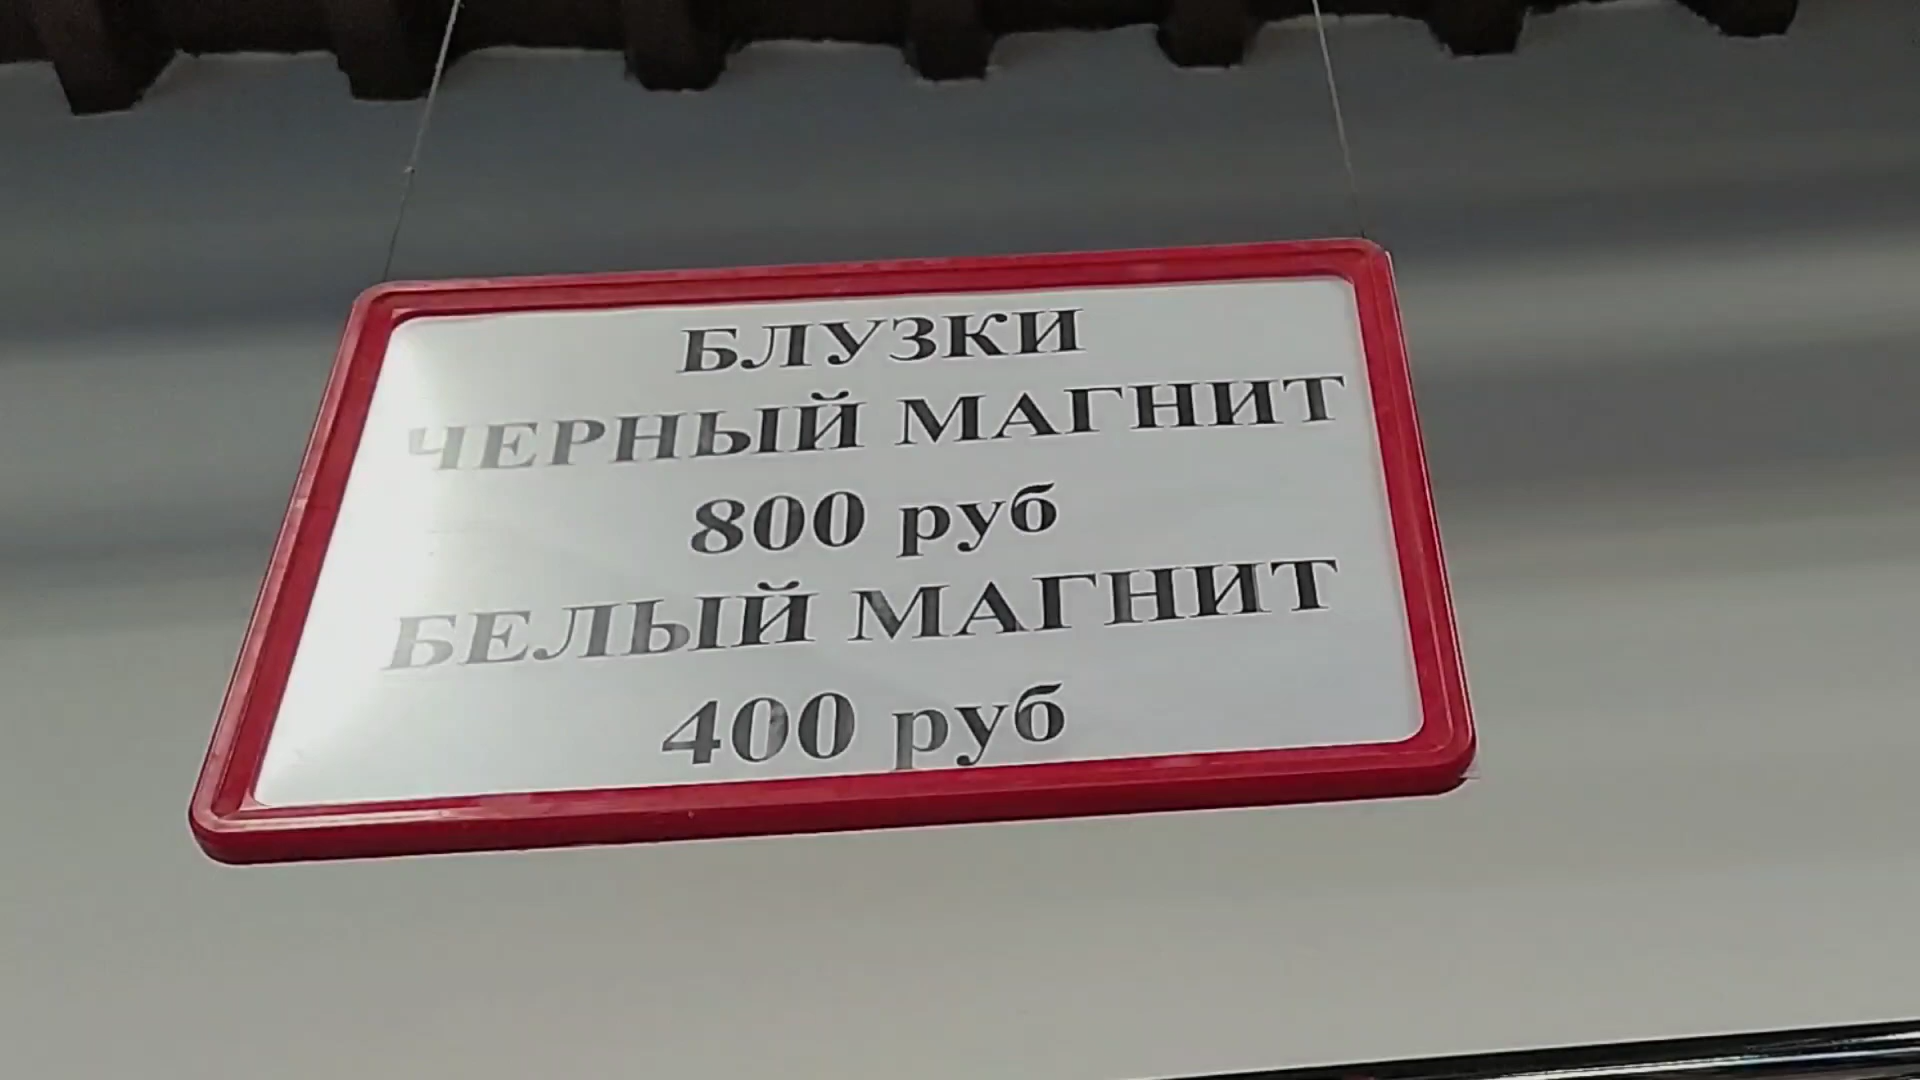 БЛУЗКИ
ЧЕРНЫЙ МАГНИТ
800 руб
БЕЛЫЙ МАГНИТ
400 руб